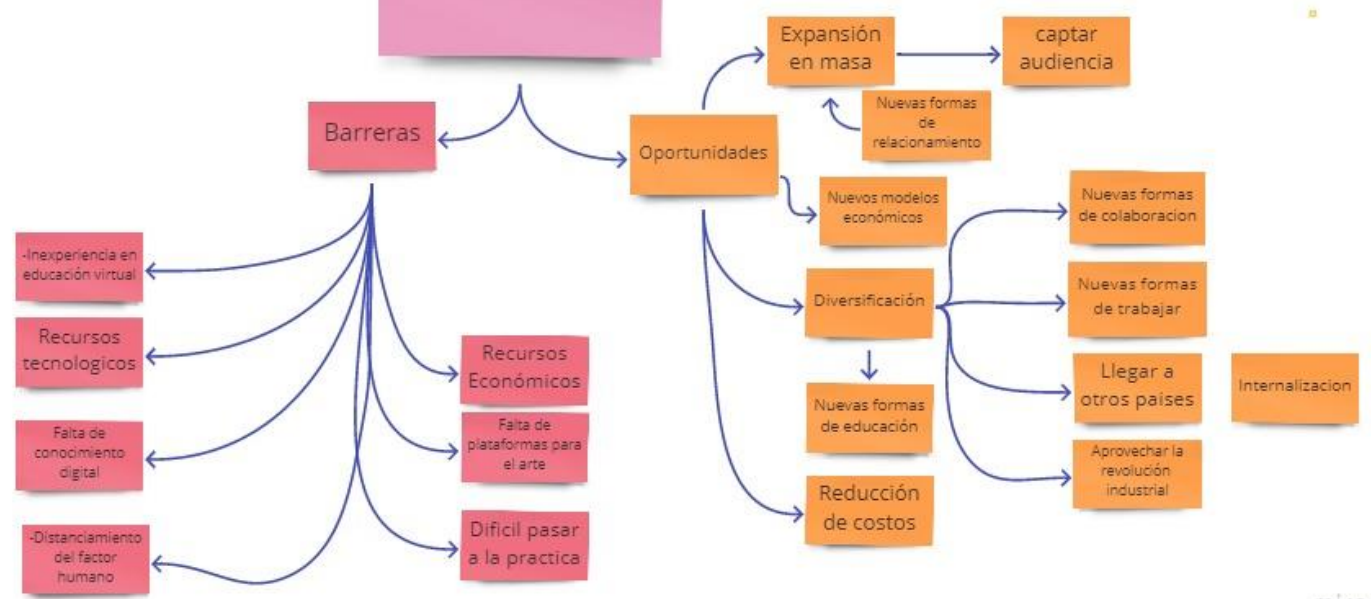 Barreras
-Inexperiencia en
educación virtual
Recursos
tecnologicos
Falta de
conocimiento
digital
-Distanciamiento
del factor
humano
Recursos
Económicos
Falta de
plataformas para
el arte
Dificil pasar
a la practica
Oportunidades
Expansión
en masa
captar
audiencia
Nuevas formas
de
relacionamiento
Nuevos modelos
económicos
Diversificación
Nuevas formas
de educación
Reducción
de costos
Nuevas formas
de colaboracion
Nuevas formas
de trabajar
Llegar a
otros paises
Internalizacion
Aprovechar la
revolución
industrial